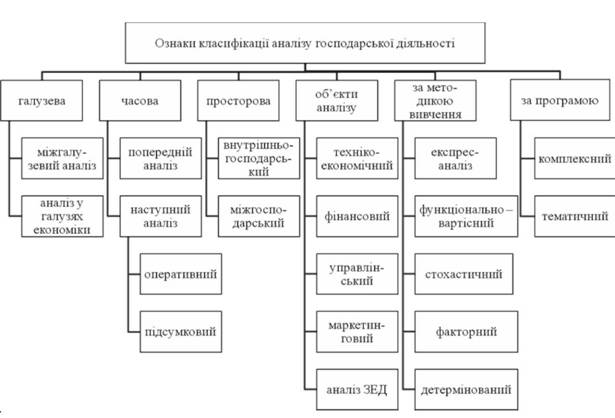 Ознаки класифікації аналізу господарської діяльності
галузева
часова
просторова
об’єкти
аналізу
за мето-
дикою
вивчення
за програмою
міжгалу-
зевий аналіз
аналіз у
галузях
економіки
попередній
аналіз
наступний
аналіз
оперативний
підсумковий
внутрішньо-
господарсь-
кий
міжгоспо-
дарський
техніко-
економічний
фінансовий
управлін-
ський
маркетин-
говий
аналіз ЗЕД
експрес-
аналіз
функціонально –
вартісний
стохастичний
факторний
детермінований
комплексний
тематичний